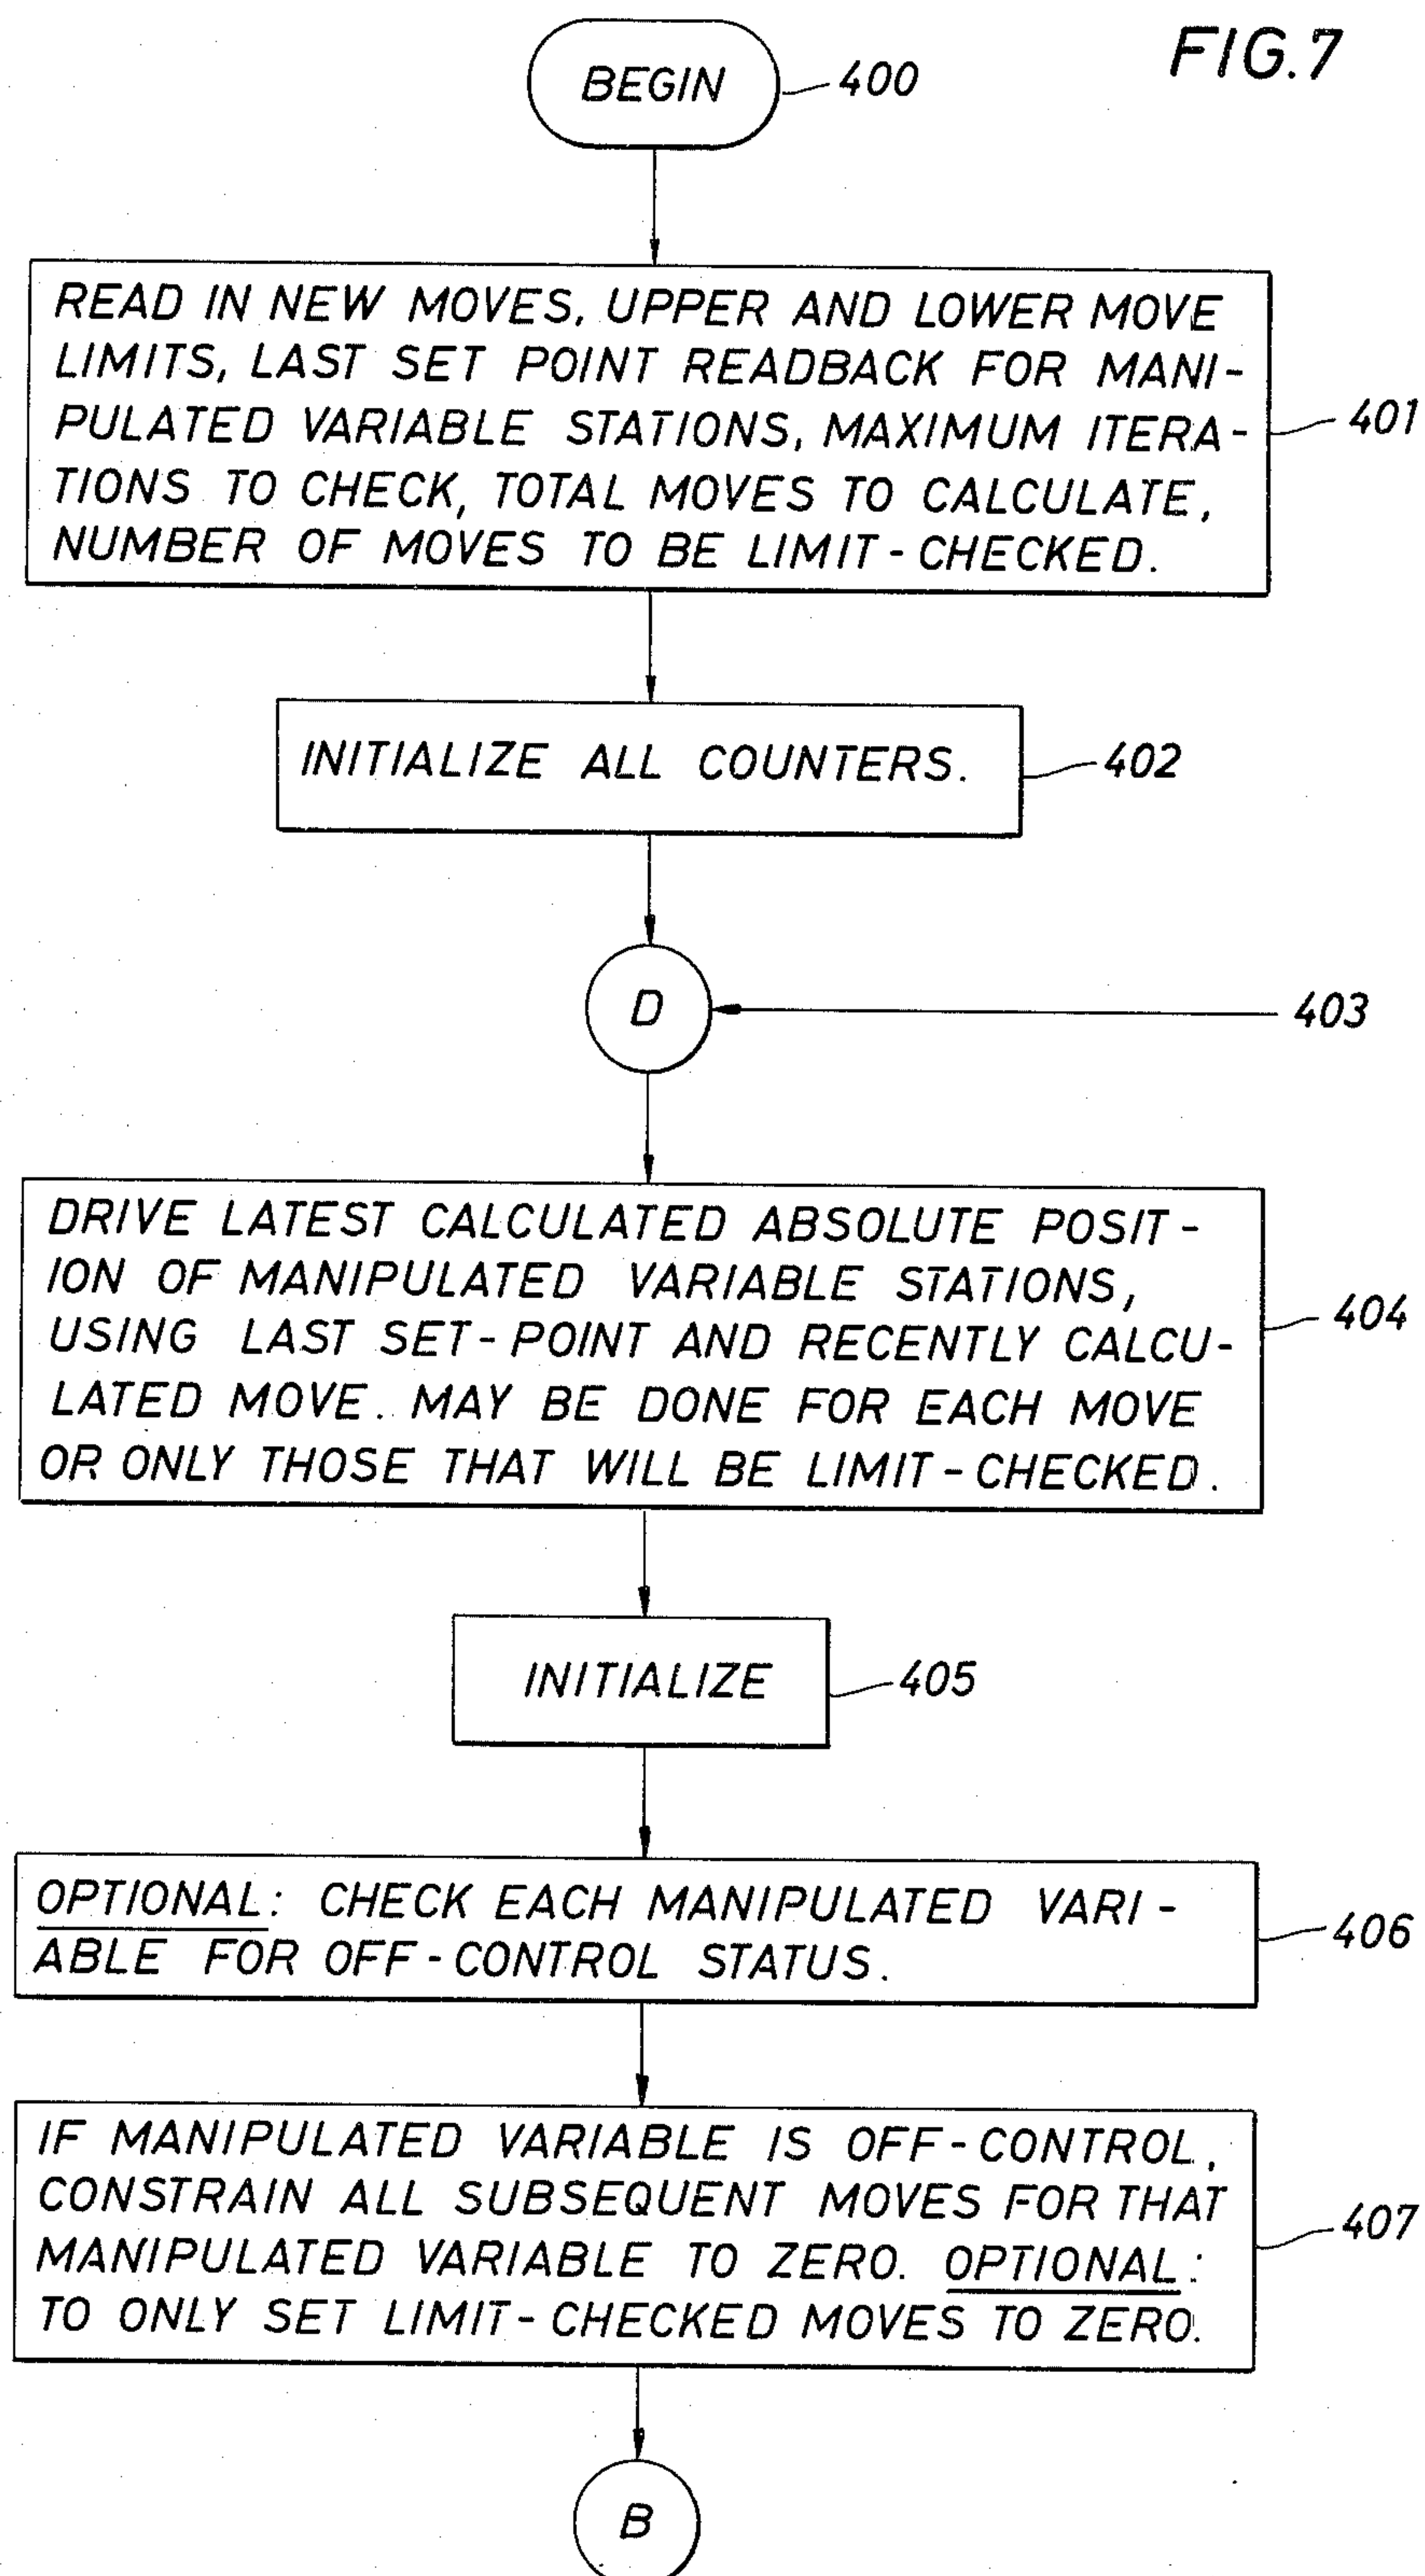 FIG. 7
BEGIN
400
READ IN NEW MOVES, UPPER AND LOWER MOVE
LIMITS, LAST SET POINT READBACK FOR MANI-
PULATED VARIABLE STATIONS, MAXIMUM ITERA-
TIONS TO CHECK, TOTAL MOVES TO CALCULATE,
NUMBER OF MOVES TO BE LIMIT-CHECKED.
401
INITIALIZE ALL COUNTERS.
402
D
403
DRIVE LATEST CALCULATED ABSOLUTE POSIT-
ION OF MANIPULATED VARIABLE STATIONS,
USING LAST SET-POINT AND RECENTLY CALCU-
LATED MOVE. MAY BE DONE FOR EACH MOVE
OR ONLY THOSE THAT WILL BE LIMIT-CHECKED.
404
INITIALIZE
405
OPTIONAL: CHECK EACH MANIPULATED VARI-
ABLE FOR OFF-CONTROL STATUS.
406
IF MANIPULATED VARIABLE IS OFF-CONTROL,
CONSTRAIN ALL SUBSEQUENT MOVES FOR THAT
MANIPULATED VARIABLE TO ZERO. OPTIONAL:
TO ONLY SET LIMIT-CHECKED MOVES TO ZERO.
407
B